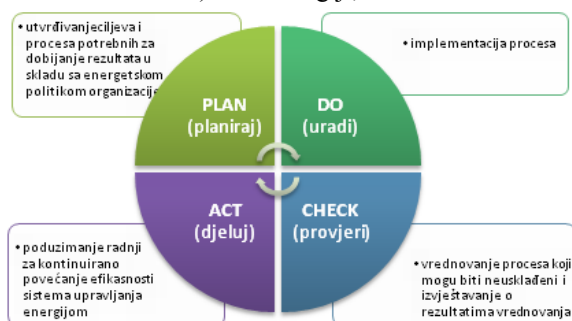 • utvrđivanjeciljeva i
procesa potrebnih za
dobijanje rezultata u
skladu sa energetskom
politikom organizacije
• implementacija procesa
PLAN
(planiraj)
DO
(uradi)
ACT
(djeluj)
CHECK
(provjeri)
• poduzimanje radnji
za kontinuirano
povećanje efikasnosti
sistema upravljanja
energijom
• vrednovanje procesa koji
mogu biti neusklađeni i
izvještavanje o
rezultatima vrednovanja